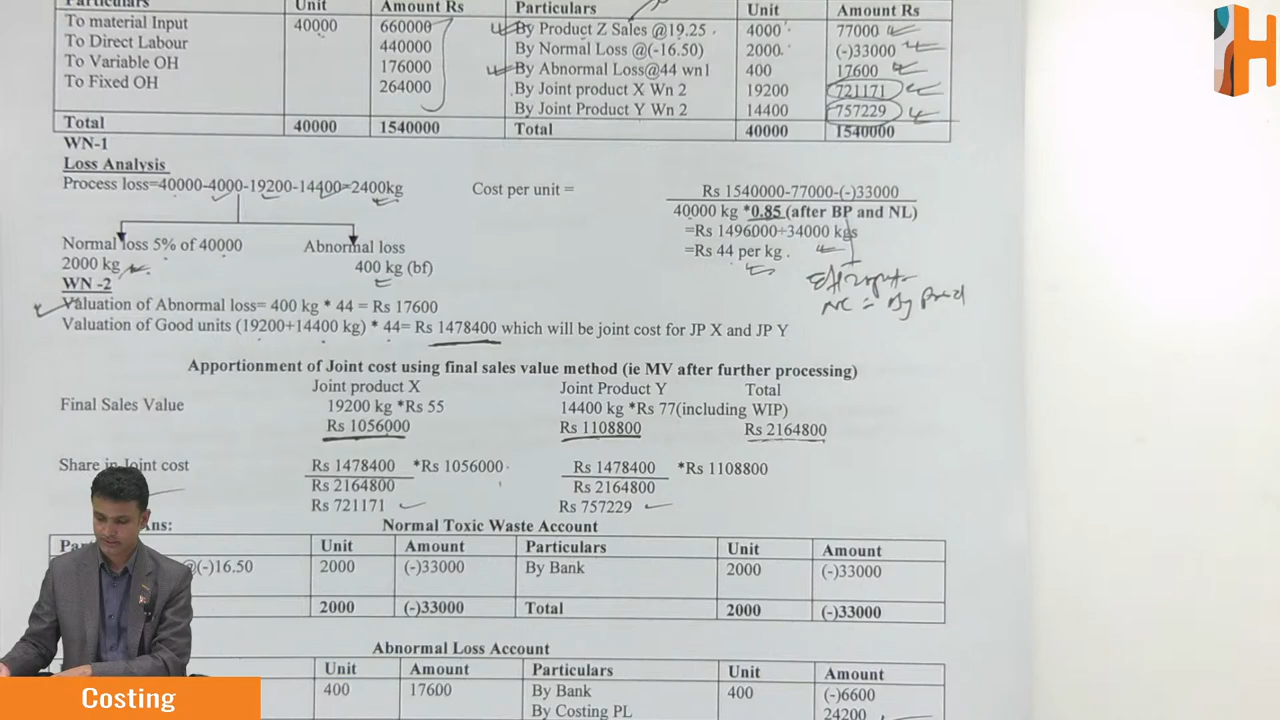 Particulars Unit Amount Rs Particulars Unit Amount Rs
To material Input 40000 660000 By Product Z Sales @19.25 4000 77000
To Direct Labour 440000 By Normal Loss @(-16.50) 2000 (-)33000
To Variable OH 176000 By Abnormal Loss@44 wn1 400 17600
To Fixed OH 264000 By Joint product X Wn 2 19200 721171
By Joint Product Y Wn 2 14400 757229
Total 40000 1540000 Total 40000 1540000
WN-1
Loss Analysis
Process loss=40000-4000-19200-14400=2400kg Cost per unit = Rs 1540000-77000-(-)33000
40000 kg *0.85 (after BP and NL)
=Rs 1496000÷34000 kgs
=Rs 44 per kg .
Normal loss 5% of 40000 Abnormal loss
2000 kg 400 kg (bf)
WN -2
Valuation of Abnormal loss= 400 kg * 44 = Rs 17600
Valuation of Good units (19200+14400 kg) * 44= Rs 1478400 which will be joint cost for JP X and JP Y
Apportionment of Joint cost using final sales value method (ie MV after further processing)
Joint product X Joint Product Y Total
Final Sales Value 19200 kg *Rs 55 14400 kg *Rs 77(including WIP)
Rs 1056000 Rs 1108800 Rs 2164800
Share in Joint cost Rs 1478400 *Rs 1056000 Rs 1478400 *Rs 1108800
Rs 2164800 Rs 2164800
Rs 721171 Rs 757229
Ans: Normal Toxic Waste Account
Unit Amount Particulars Unit Amount
@(-)16.50 2000 (-)33000 By Bank 2000 (-)33000
2000 (-)33000 Total 2000 (-)33000
Abnormal Loss Account
Unit Amount Particulars Unit Amount
400 17600 By Bank 400 (-)6600
By Costing PL 24200
Costing
H